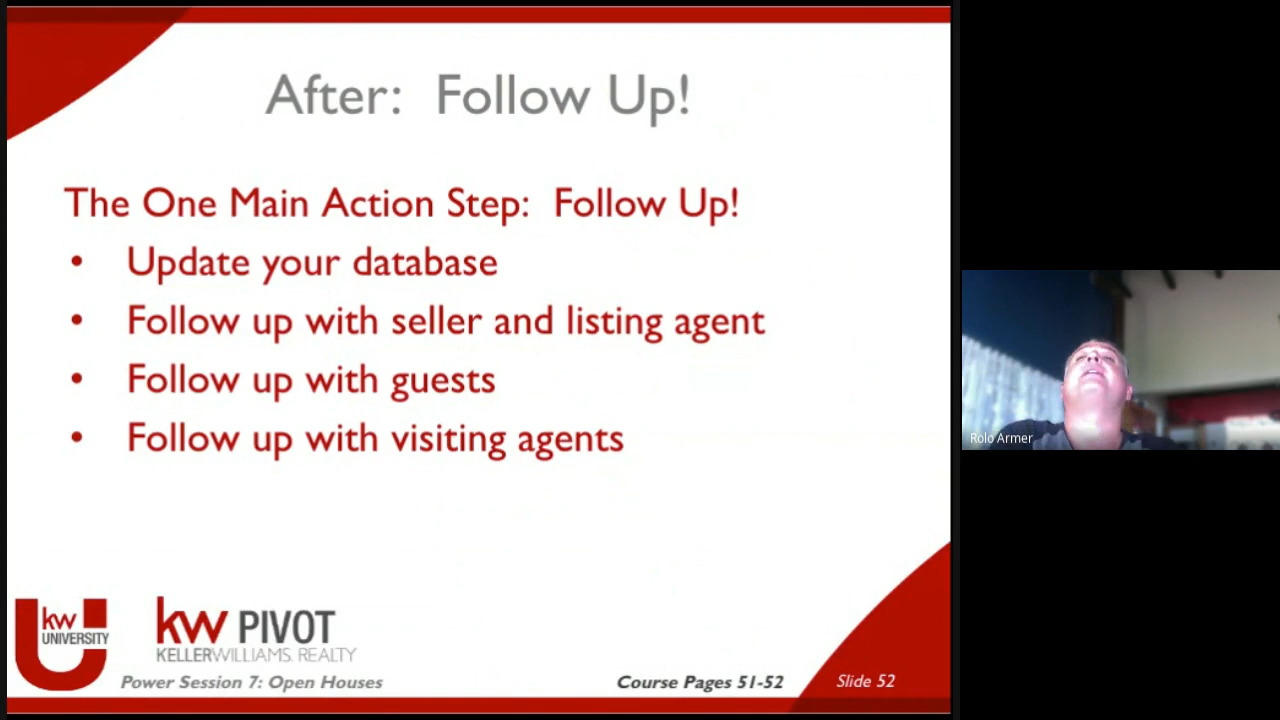 After: Follow Up!
The One Main Action Step: Follow Up!
• Update your database
• Follow up with seller and listing agent
• Follow up with guests
• Follow up with visiting agents
kw
UNIVERSITY
kw PIVOT
KELLERWILLIAMS. REALTY
Power Session 7: Open Houses
Course Pages 51-52
Slide 52
Rolo Armer